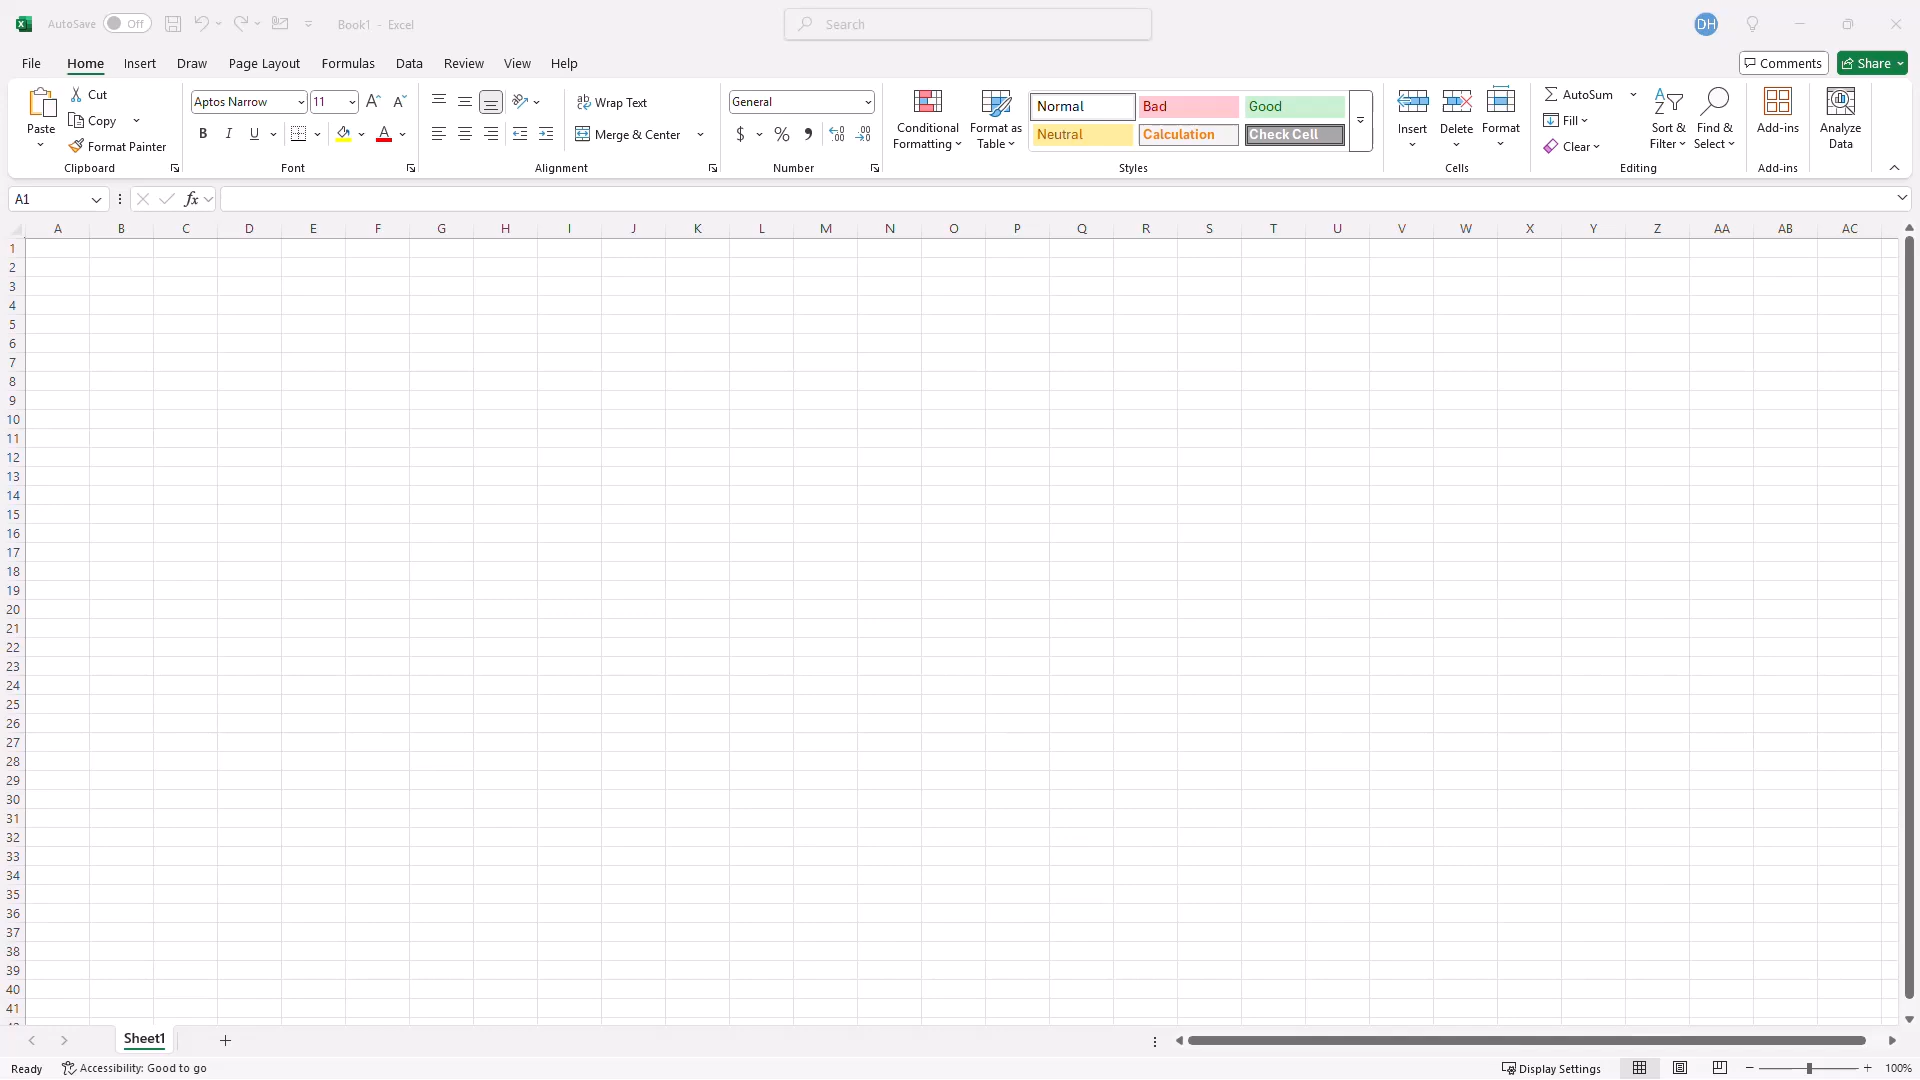 AutoSave Off Book1 - Excel Search DH
File Home Insert Draw Page Layout Formulas Data Review View Help Comments Share
Paste Cut Copy Format Painter Clipboard
Aptos Narrow 11 B I U A Font
Wrap Text Merge & Center Alignment
General $ % Number
Conditional Formatting Format as Table Normal Bad Good Neutral Calculation Check Cell Styles
Insert Delete Format Cells
AutoSum Fill Clear Sort & Filter Find & Select Editing
Add-ins Add-ins
Analyze Data
A1 fx
A B C D E F G H I J K L M N O P Q R S T U V W X Y Z AA AB AC
1
2
3
4
5
6
7
8
9
10
11
12
13
14
15
16
17
18
19
20
21
22
23
24
25
26
27
28
29
30
31
32
33
34
35
36
37
38
39
40
41
Sheet1
Ready Accessibility: Good to go Display Settings 100%